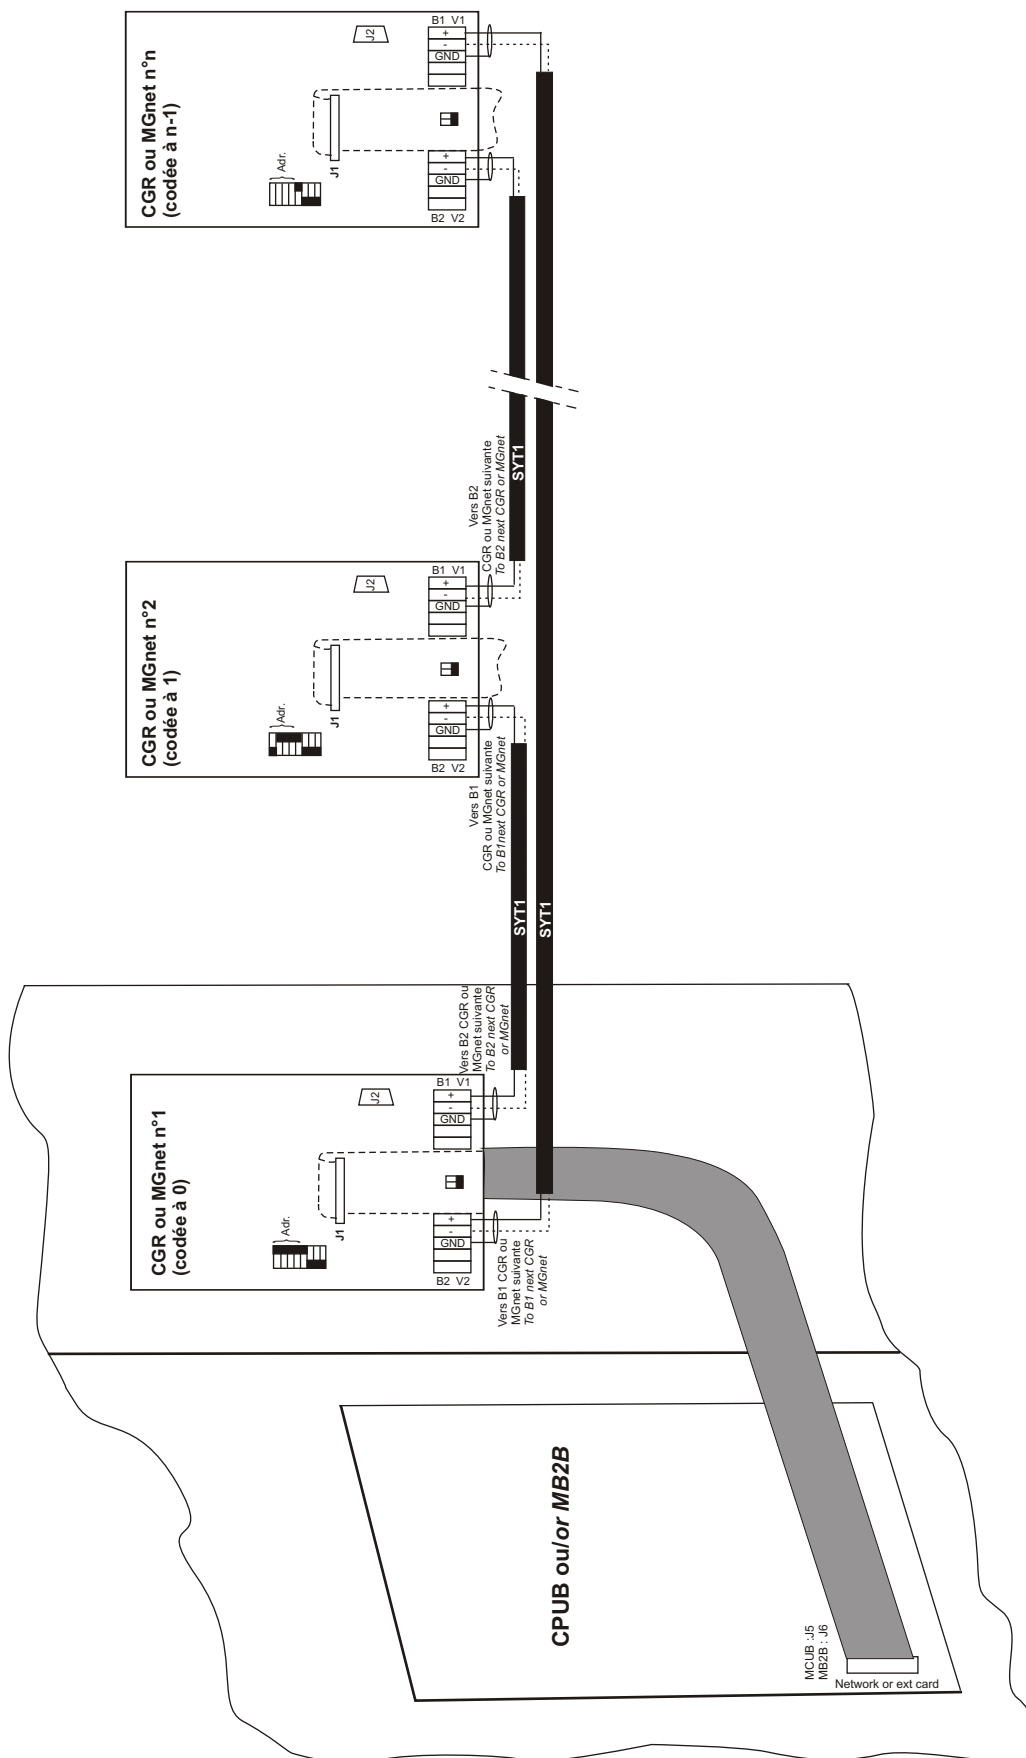 CGR ou MGnet n°n
(codée à n-1)
Adr.
J1
J2
B1 V1
+
-
GND
+
-
GND
B2 V2
CGR ou MGnet n°2
(codée à 1)
Adr.
J1
J2
B1 V1
+
-
GND
+
-
GND
B2 V2
Vers B2
CGR ou MGnet suivante
To B2 next CGR or MGnet
SYT1
Vers B1
CGR ou MGnet suivante
To B1next CGR or MGnet
SYT1
SYT1
CGR ou MGnet n°1
(codée à 0)
Adr.
J1
J2
B1 V1
+
-
GND
+
-
GND
B2 V2
Vers B2 CGR ou
MGnet suivante
To B2 next CGR
or MGnet
Vers B1 CGR ou
MGnet suivante
To B1 next CGR
or MGnet
CPUB ou/or MB2B
MCUB :J5
MB2B : J6
Network or ext card